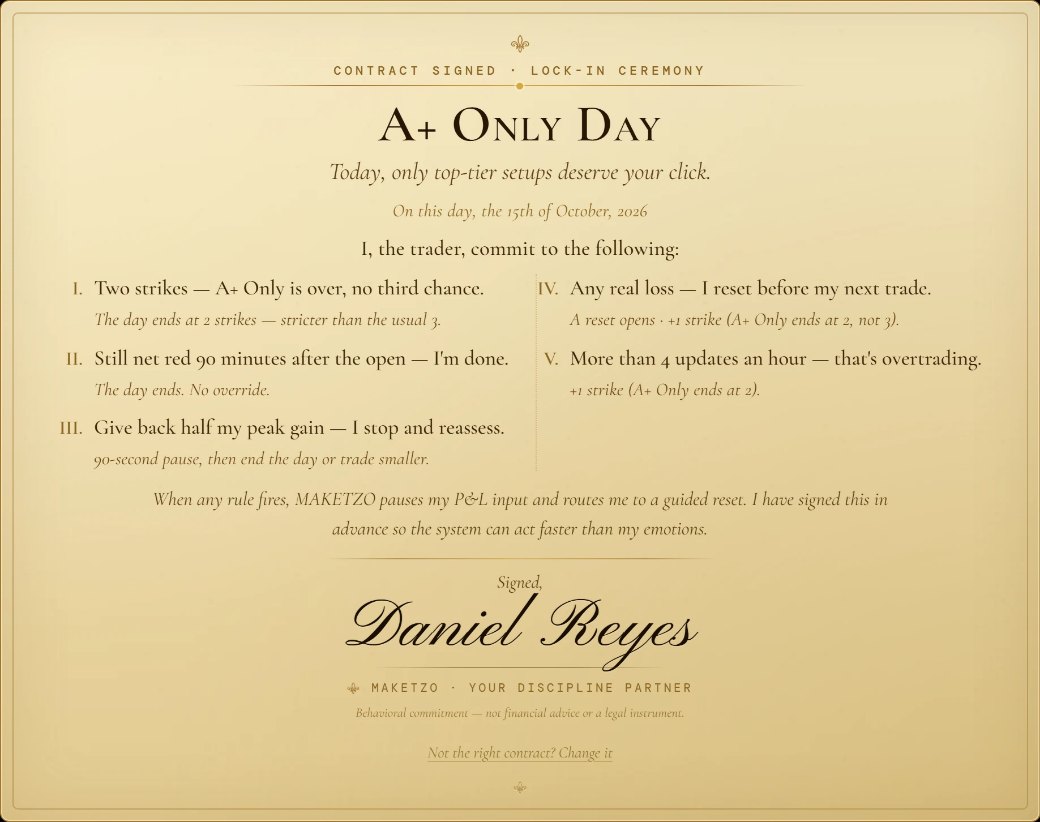 CONTRACT SIGNED · LOCK-IN CEREMONY
A+ Only Day
Today, only top-tier setups deserve your click.
On this day, the 15th of October, 2026
I, the trader, commit to the following:
I. Two strikes — A+ Only is over, no third chance.
The day ends at 2 strikes — stricter than the usual 3.
II. Still net red 90 minutes after the open — I'm done.
The day ends. No override.
III. Give back half my peak gain — I stop and reassess.
90-second pause, then end the day or trade smaller.
IV. Any real loss — I reset before my next trade.
A reset opens · +1 strike (A+ Only ends at 2, not 3).
V. More than 4 updates an hour — that's overtrading.
+1 strike (A+ Only ends at 2).
When any rule fires, MAKETZO pauses my P&L input and routes me to a guided reset. I have signed this in
advance so the system can act faster than my emotions.
Signed,
Daniel Reyes
MAKETZO · YOUR DISCIPLINE PARTNER
Behavioral commitment — not financial advice or a legal instrument.
Not the right contract? Change it